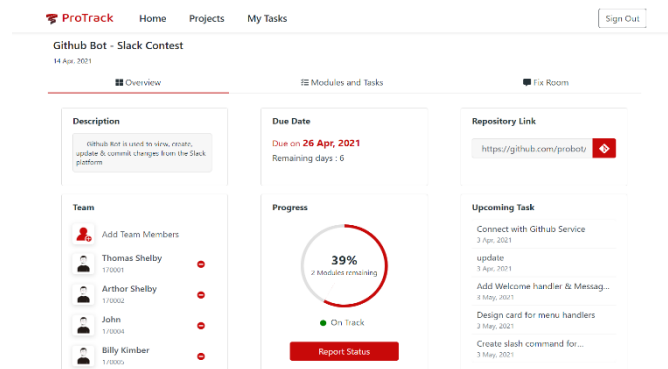 ProTrack Home Projects My Tasks Sign Out
Github Bot - Slack Contest
14 Apr, 2021
Overview Modules and Tasks Fix Room
Description
Github Bot is used to view, create,
update & commit changes from the Slack
platform
Due Date
Due on 26 Apr, 2021
Remaining days : 6
Repository Link
https://github.com/probot/
Team
Add Team Members
Thomas Shelby
170001
Arthor Shelby
170002
John
170004
Billy Kimber
170005
Progress
39%
2 Modules remaining
On Track
Report Status
Upcoming Task
Connect with Github Service
3 Apr, 2021
update
3 Apr, 2021
Add Welcome handler & Messag...
3 May, 2021
Design card for menu handlers
3 May, 2021
Create slash command for...
3 May, 2021